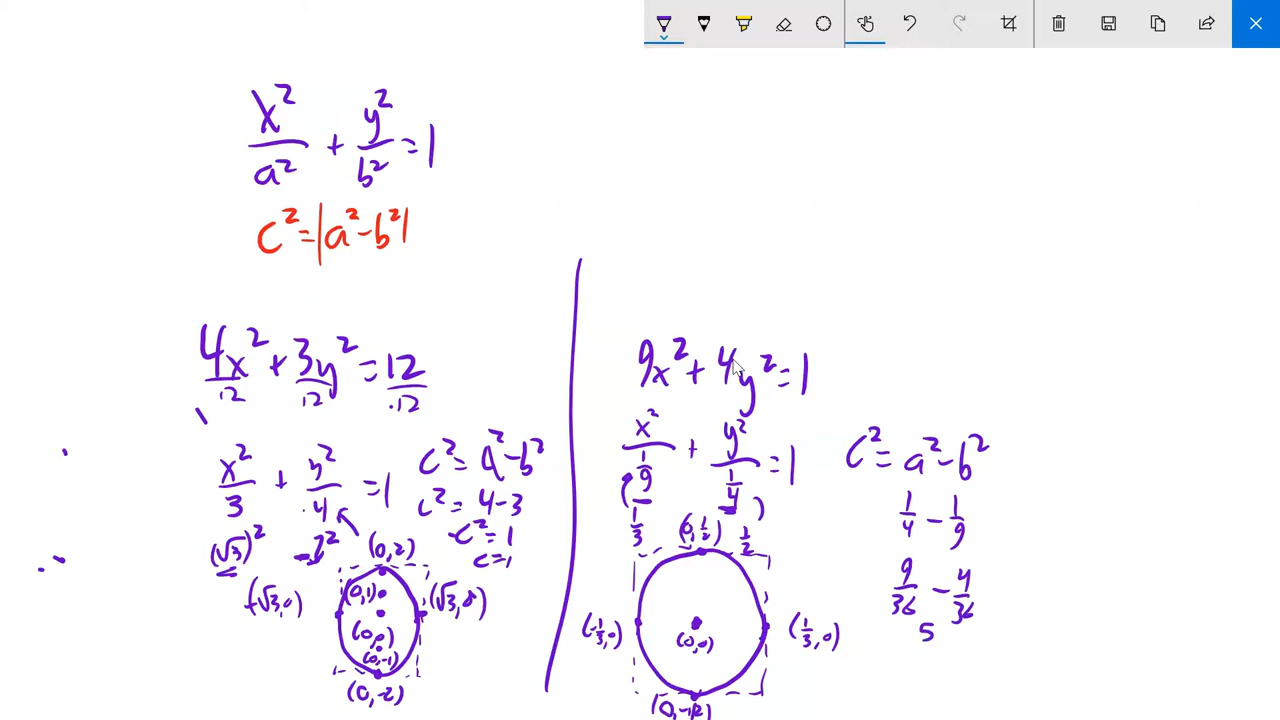 x²/a² + y²/b² = 1
c² = |a² - b²|
4x²/12 + 3y²/12 = 12/12
x²/3 + y²/4 = 1
(√3)² 2²
c² = a² - b²
c² = 4 - 3
c² = 1
c = 1
(0,2)
(-√3,0) (0,1) (√3,0)
(0,0)
(0,-1)
(0,-2)
9x² + 4y² = 1
x²/(1/9) + y²/(1/4) = 1
1/3 1/2
(0,1/2)
(-1/3,0) (0,0) (1/3,0)
(0,-1/2)
c² = a² - b²
1/4 - 1/9
9/36 - 4/36
5